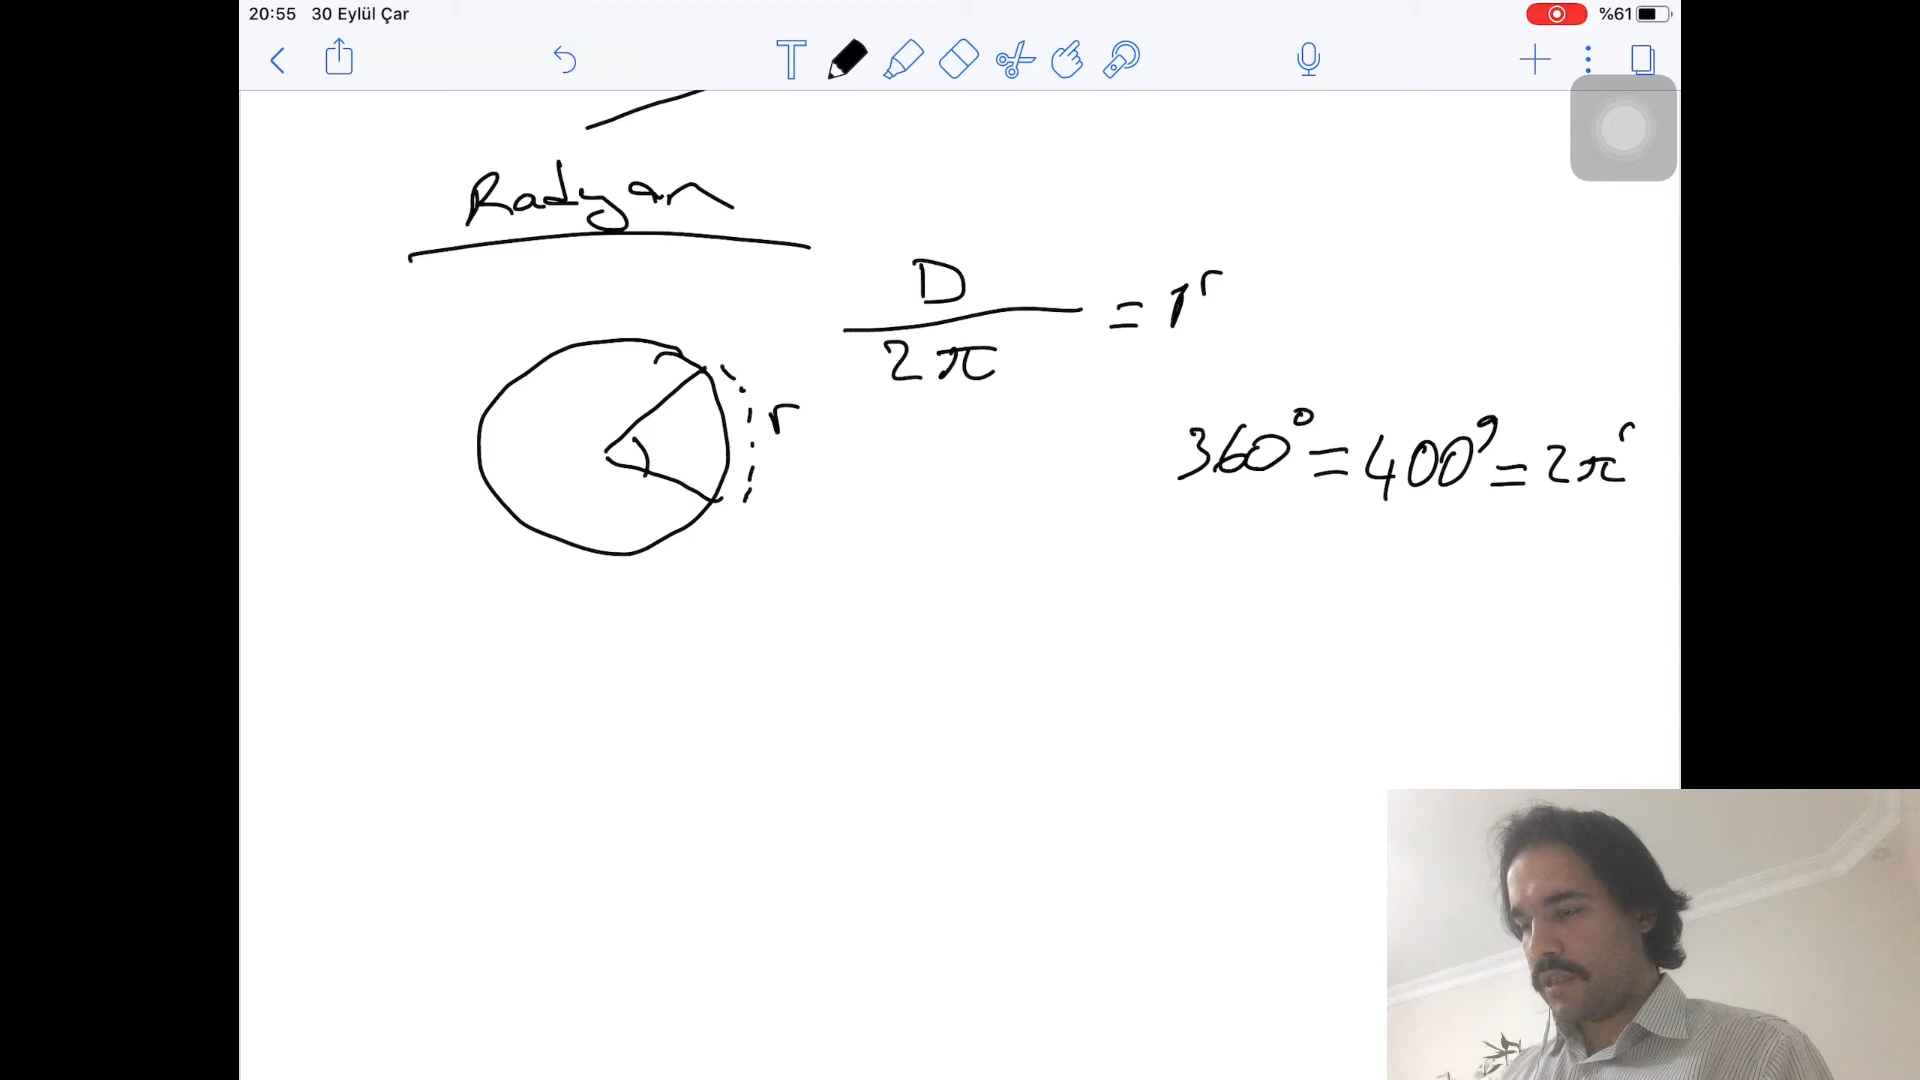 20:55 30 Eylül Çar %61
Radyan
D
2π = 1ʳ
r
360° = 400ᵍ = 2πʳ